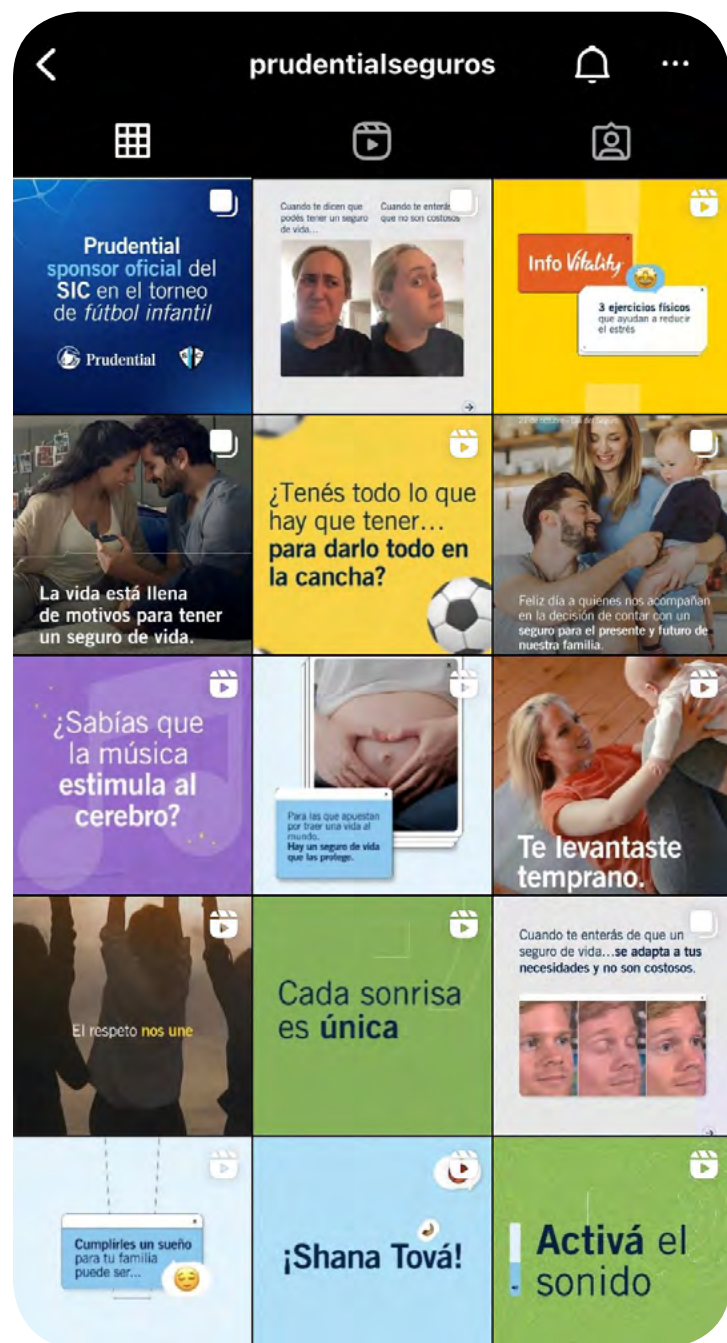 prudentialseguros
Prudential
sponsor oficial del
SIC en el torneo
de fútbol infantil
Prudential
Cuando te dicen que
podés tener un seguro
de vida...
Cuando te enterás
que no son costosos
Info Vitality
3 ejercicios físicos
que ayudan a reducir
el estrés
La vida está llena
de motivos para tener
un seguro de vida.
¿Tenés todo lo que
hay que tener...
para darlo todo en
la cancha?
de octubre - Día del Seguro
Feliz día a quienes nos acompañan
en la decisión de contar con un
seguro para el presente y futuro de
nuestra familia.
¿Sabías que
la música
estimula al
cerebro?
Para las que apuestan
por traer una vida al
mundo.
Hay un seguro de vida
que las protege.
Te levantaste
temprano.
El respeto nos une
Cada sonrisa
es única
Cuando te enterás de que un
seguro de vida...se adapta a tus
necesidades y no son costosos.
Cumplirles un sueño
para tu familia
puede ser...
¡Shana Tová!
Activá el
sonido